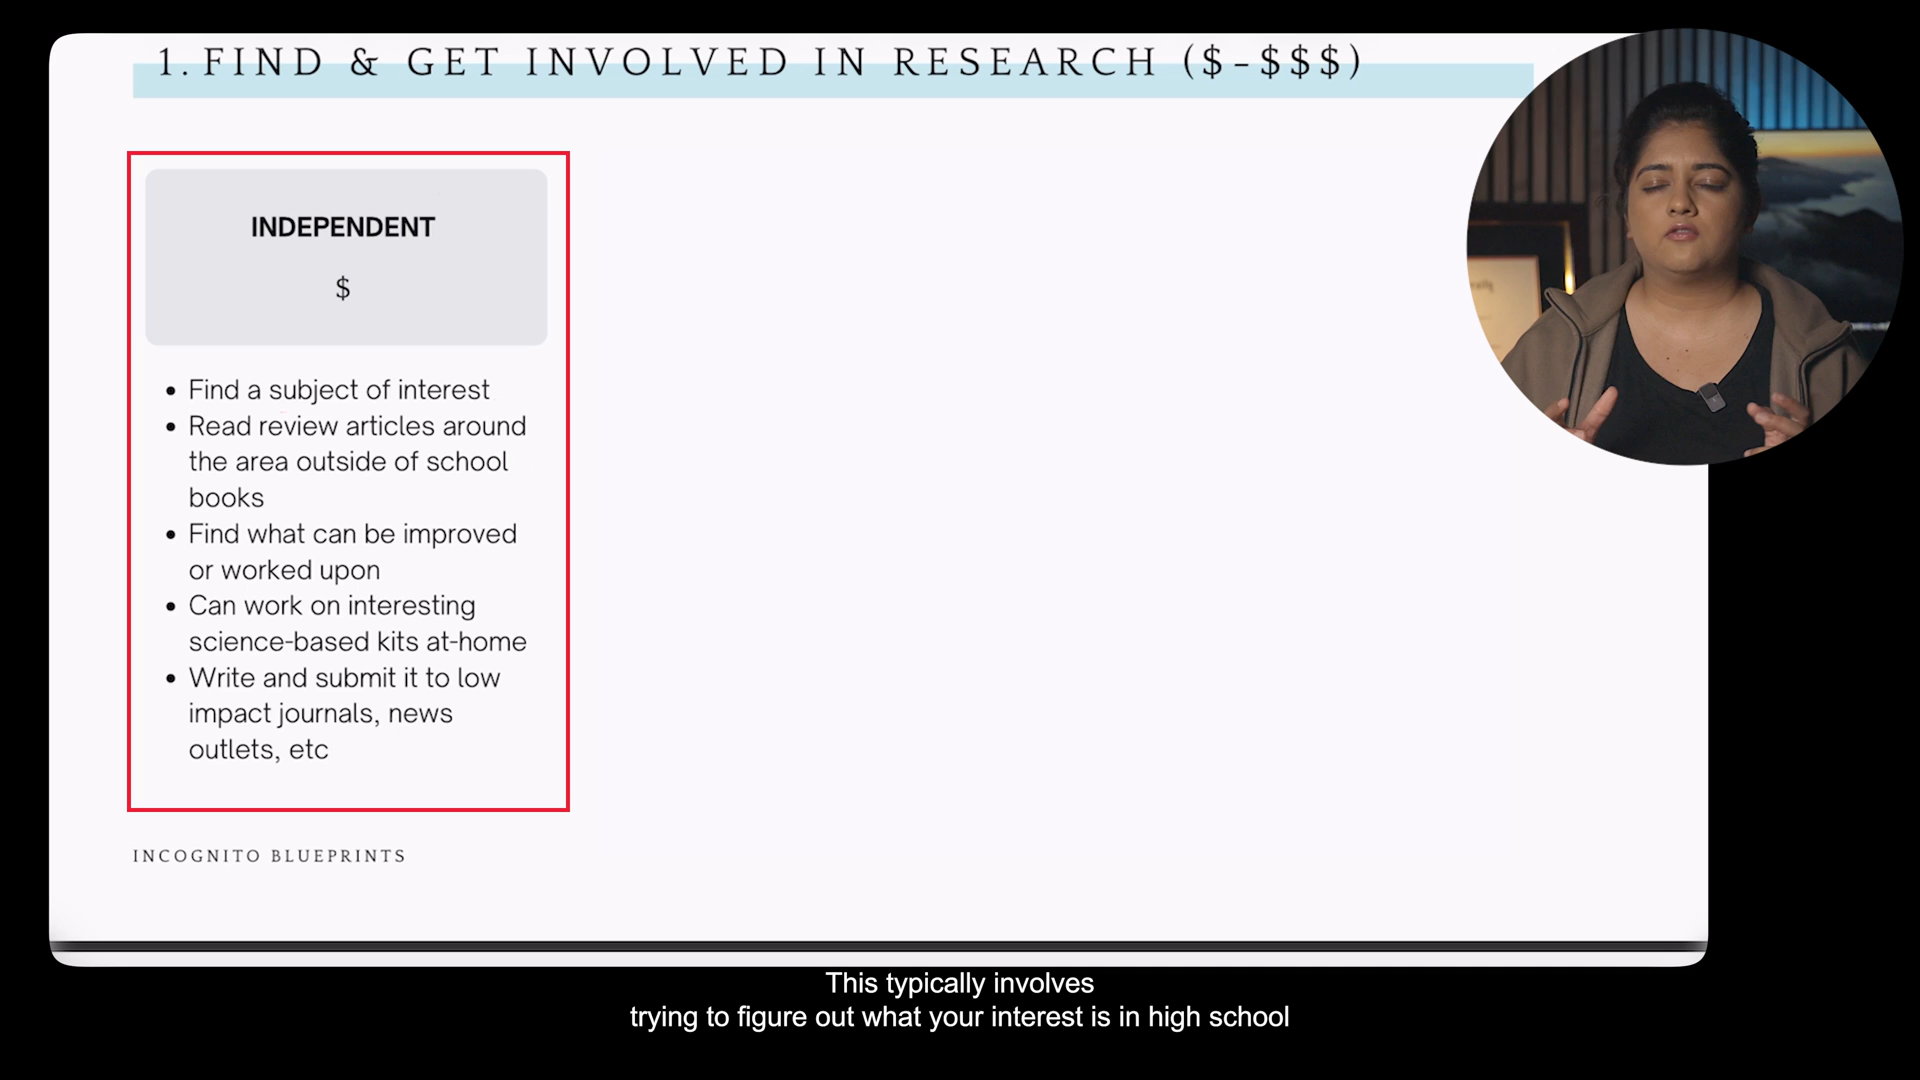 1. FIND & GET INVOLVED IN RESEARCH ($-$$$)
INDEPENDENT
$
• Find a subject of interest
• Read review articles around
the area outside of school
books
• Find what can be improved
or worked upon
• Can work on interesting
science-based kits at-home
• Write and submit it to low
impact journals, news
outlets, etc
INCOGNITO BLUEPRINTS
This typically involves
trying to figure out what your interest is in high school